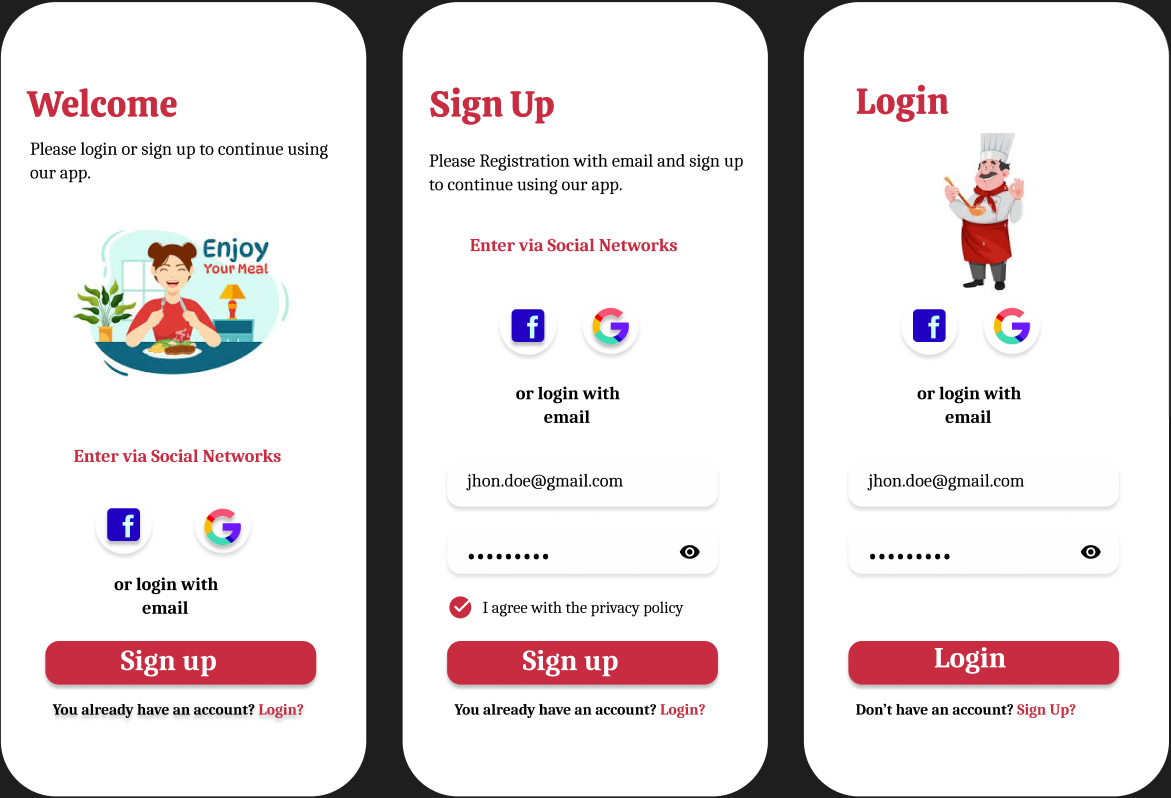 Welcome
Please login or sign up to continue using
our app.
Enjoy
Your Meal
Enter via Social Networks
f
G
or login with
email
Sign up
You already have an account? Login?
Sign Up
Please Registration with email and sign up
to continue using our app.
Enter via Social Networks
f
G
or login with
email
jhon.doe@gmail.com
•••••••••
I agree with the privacy policy
Sign up
You already have an account? Login?
Login
f
G
or login with
email
jhon.doe@gmail.com
•••••••••
Login
Don't have an account? Sign Up?